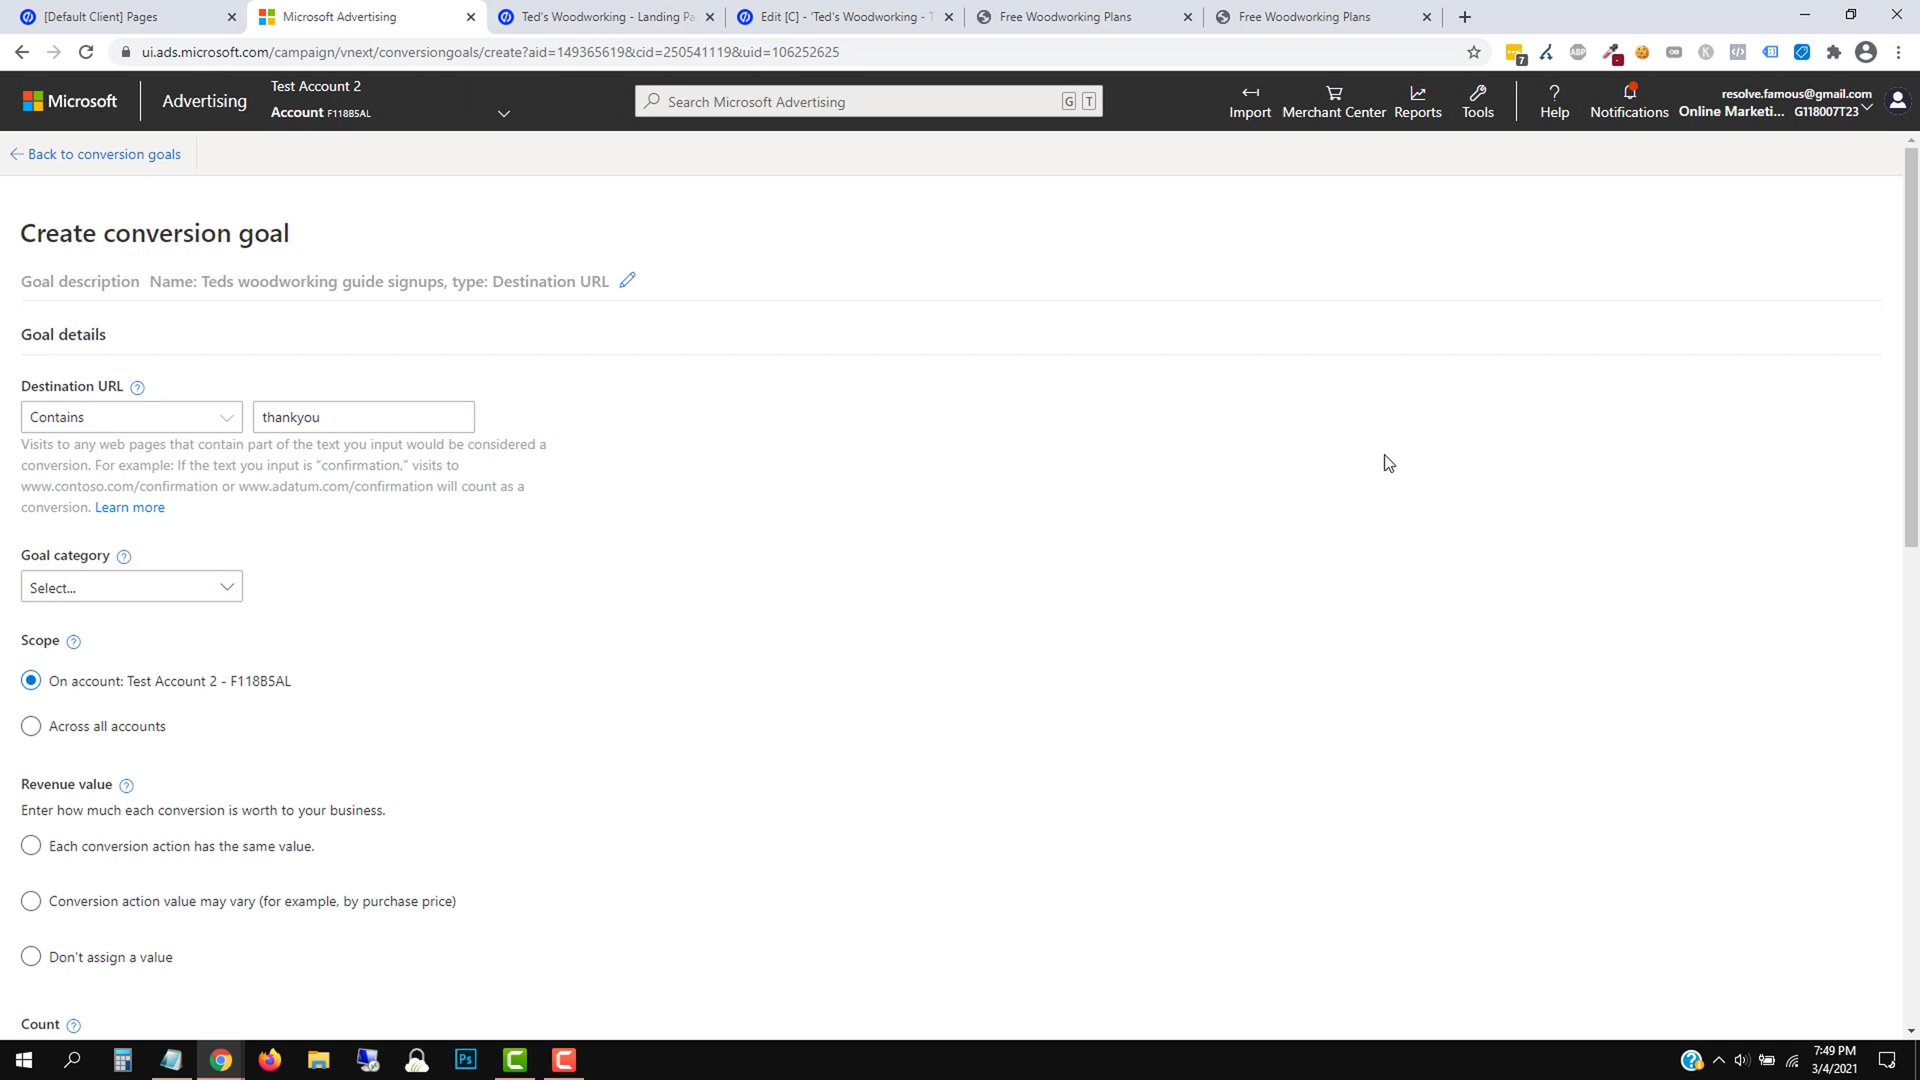 [Default Client] Pages
Microsoft Advertising
Ted's Woodworking - Landing Pa
Edit [C] - 'Ted's Woodworking - T
Free Woodworking Plans
Free Woodworking Plans
ui.ads.microsoft.com/campaign/vnext/conversiongoals/create?aid=149365619&cid=250541119&uid=106252625
7
ABP
Microsoft
Advertising
Test Account 2
Account F118B5AL
Search Microsoft Advertising
G T
Import
Merchant Center
Reports
Tools
Help
Notifications
resolve.famous@gmail.com
Online Marketi... G118007T23
Back to conversion goals
Create conversion goal
Goal description Name: Teds woodworking guide signups, type: Destination URL
Goal details
Destination URL
Contains
thankyou
Visits to any web pages that contain part of the text you input would be considered a
conversion. For example: If the text you input is "confirmation," visits to
www.contoso.com/confirmation or www.adatum.com/confirmation will count as a
conversion. Learn more
Goal category
Select...
Scope
On account: Test Account 2 - F118B5AL
Across all accounts
Revenue value
Enter how much each conversion is worth to your business.
Each conversion action has the same value.
Conversion action value may vary (for example, by purchase price)
Don't assign a value
Count
Ps
7:49 PM
3/4/2021